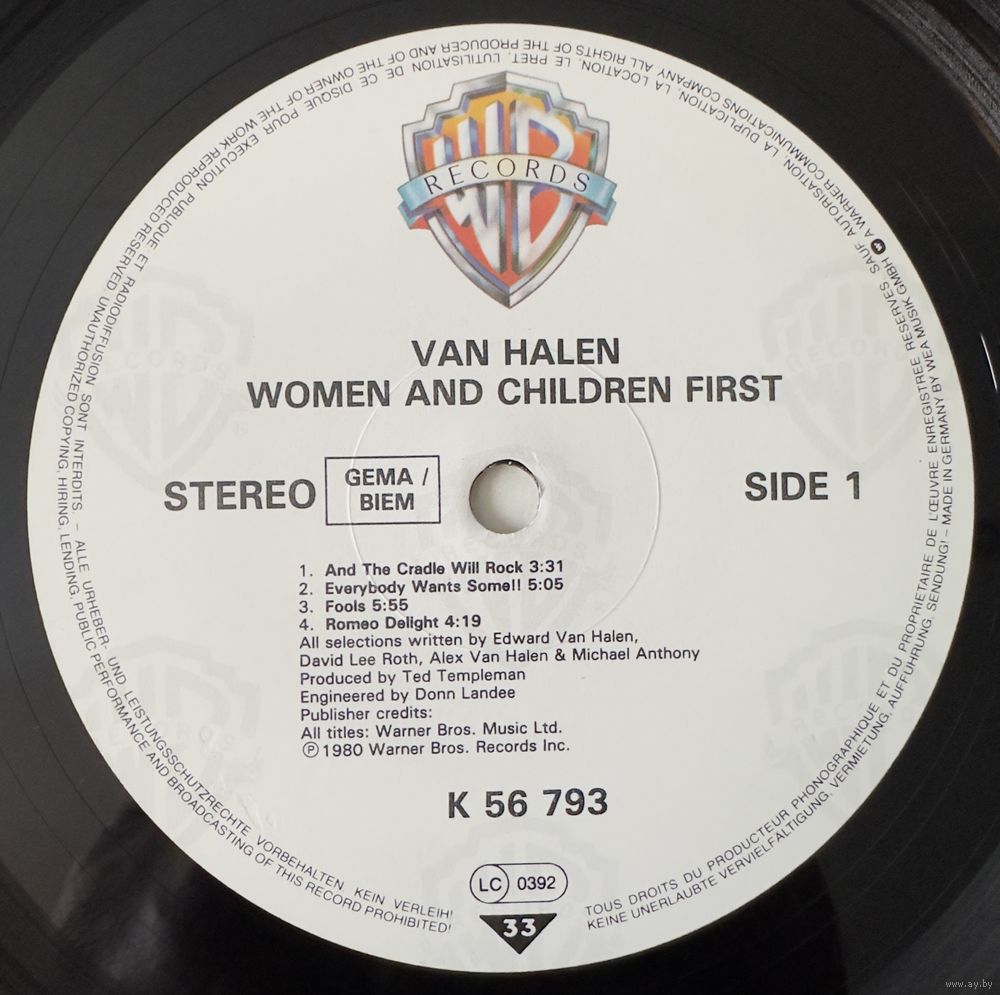 WB
RECORDS
VAN HALEN
WOMEN AND CHILDREN FIRST
STEREO
GEMA /
BIEM
SIDE 1
1. And The Cradle Will Rock 3:31
2. Everybody Wants Some!! 5:05
3. Fools 5:55
4. Romeo Delight 4:19
All selections written by Edward Van Halen,
David Lee Roth, Alex Van Halen & Michael Anthony
Produced by Ted Templeman
Engineered by Donn Landee
Publisher credits:
All titles: Warner Bros. Music Ltd.
℗ 1980 Warner Bros. Records Inc.
K 56 793
LC 0392
33
TOUS DROITS DU PRODUCTEUR PHONOGRAPHIQUE ET DU PROPRIETAIRE DE L'ŒUVRE ENREGISTREE RESERVES SAUF AUTORISATION, LA DUPLICATION, LA LOCATION, LE PRET, L'UTILISATION DE CE DISQUE POUR EXECUTION PUBLIQUE ET RADIODIFFUSION SONT INTERDITS – ALLE URHEBER- UND LEISTUNGSSCHUTZRECHTE VORBEHALTEN KEIN VERLEIH!
KEINE UNERLAUBTE VERVIELFÄLTIGUNG, VERMIETUNG, AUFFÜHRUNG, SENDUNG! – MADE IN GERMANY BY WEA MUSIK GMBH A WARNER COMMUNICATIONS COMPANY ALL RIGHTS OF THE PRODUCER AND OF THE OWNER OF THE WORK REPRODUCED RESERVED UNAUTHORIZED COPYING, HIRING, LENDING, PUBLIC PERFORMANCE AND BROADCASTING OF THIS RECORD PROHIBITED!
www.ay.by